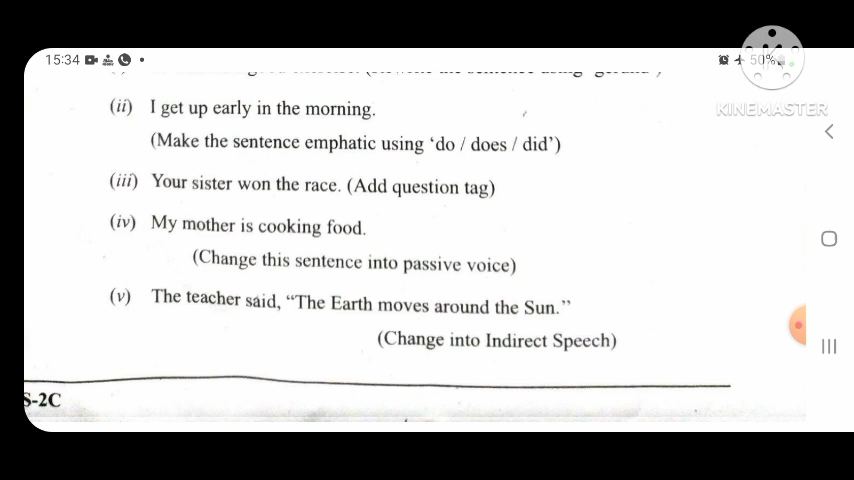 15:34
50%
KINEMASTER
(ii) I get up early in the morning.
(Make the sentence emphatic using ‘do / does / did’)
(iii) Your sister won the race. (Add question tag)
(iv) My mother is cooking food.
(Change this sentence into passive voice)
(v) The teacher said, “The Earth moves around the Sun.”
(Change into Indirect Speech)
S-2C